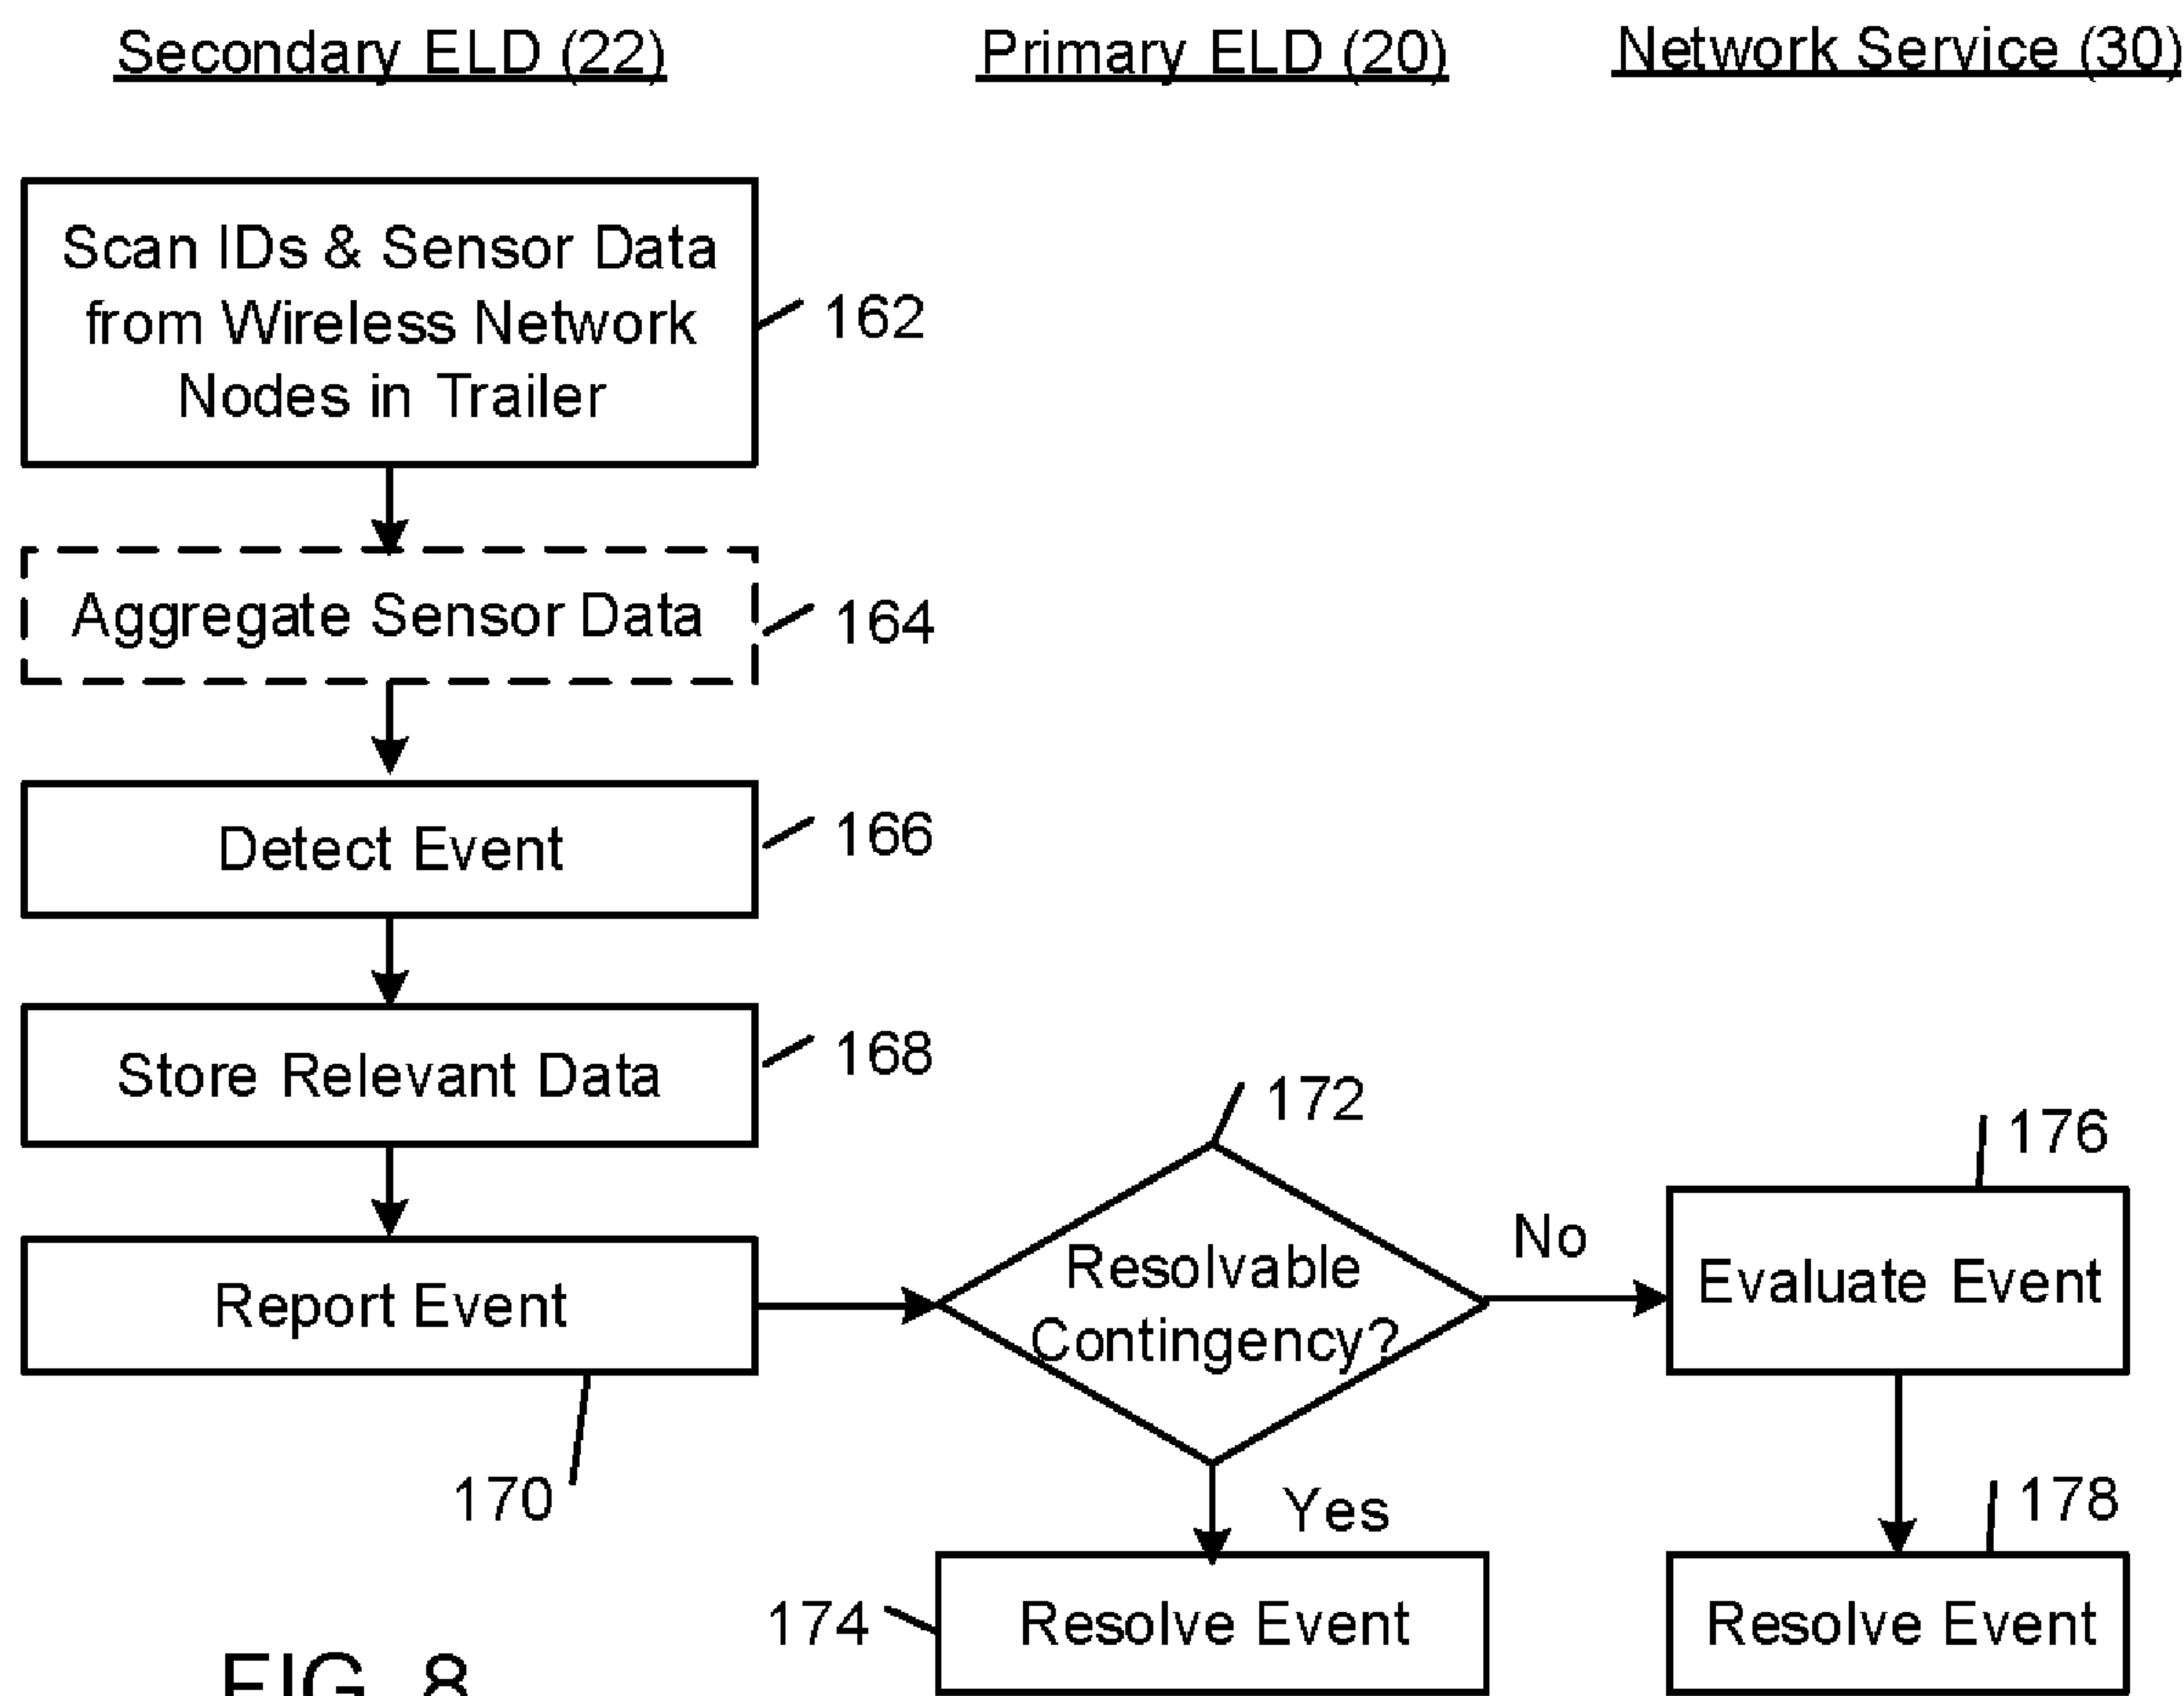 Secondary ELD (22)
Primary ELD (20)
Network Service (30)
Scan IDs & Sensor Data
from Wireless Network
Nodes in Trailer
162
Aggregate Sensor Data
164
Detect Event
166
Store Relevant Data
168
Report Event
170
172
Resolvable
Contingency?
No
Yes
174
Resolve Event
176
Evaluate Event
178
Resolve Event
FIG. 8